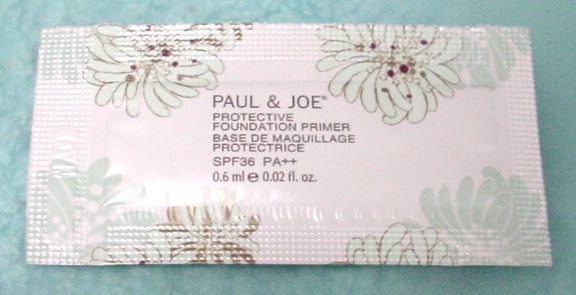 PAUL & JOE®
PROTECTIVE
FOUNDATION PRIMER
BASE DE MAQUILLAGE
PROTECTRICE
SPF36 PA++
0.6 ml e 0.02 fl. oz.